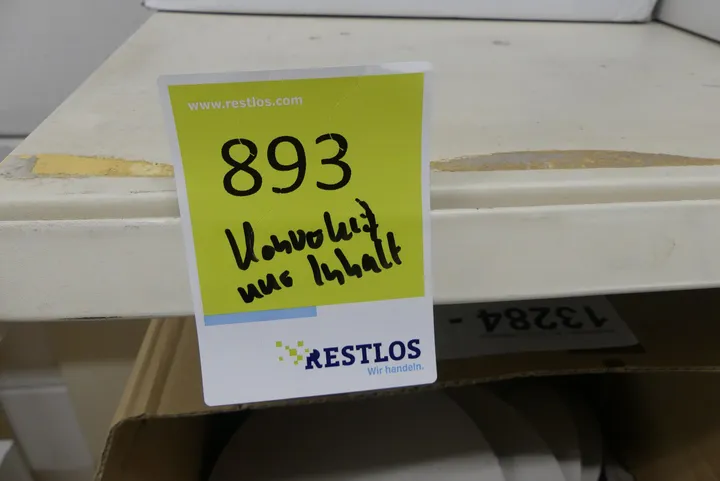 www.restlos.com
893
Konvolut
nur Inhalt
RESTLOS
Wir handeln.
13284 -